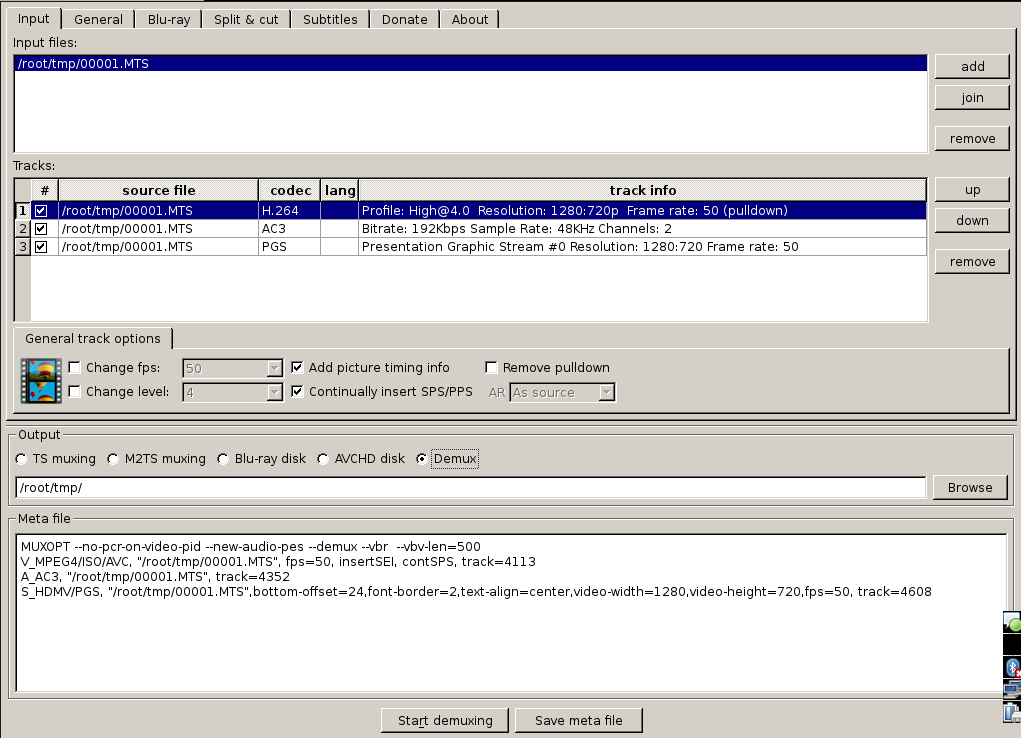 Input General Blu-ray Split & cut Subtitles Donate About
Input files:
/root/tmp/00001.MTS
add
join
remove
Tracks:
# source file codec lang track info
1 /root/tmp/00001.MTS H.264 Profile: High@4.0 Resolution: 1280:720p Frame rate: 50 (pulldown)
2 /root/tmp/00001.MTS AC3 Bitrate: 192Kbps Sample Rate: 48KHz Channels: 2
3 /root/tmp/00001.MTS PGS Presentation Graphic Stream #0 Resolution: 1280:720 Frame rate: 50
up
down
remove
General track options
Change fps: 50 Add picture timing info Remove pulldown
Change level: 4 Continually insert SPS/PPS AR As source
Output
TS muxing M2TS muxing Blu-ray disk AVCHD disk Demux
/root/tmp/ Browse
Meta file
MUXOPT --no-pcr-on-video-pid --new-audio-pes --demux --vbr  --vbv-len=500
V_MPEG4/ISO/AVC, "/root/tmp/00001.MTS", fps=50, insertSEI, contSPS, track=4113
A_AC3, "/root/tmp/00001.MTS", track=4352
S_HDMV/PGS, "/root/tmp/00001.MTS",bottom-offset=24,font-border=2,text-align=center,video-width=1280,video-height=720,fps=50, track=4608
Start demuxing Save meta file